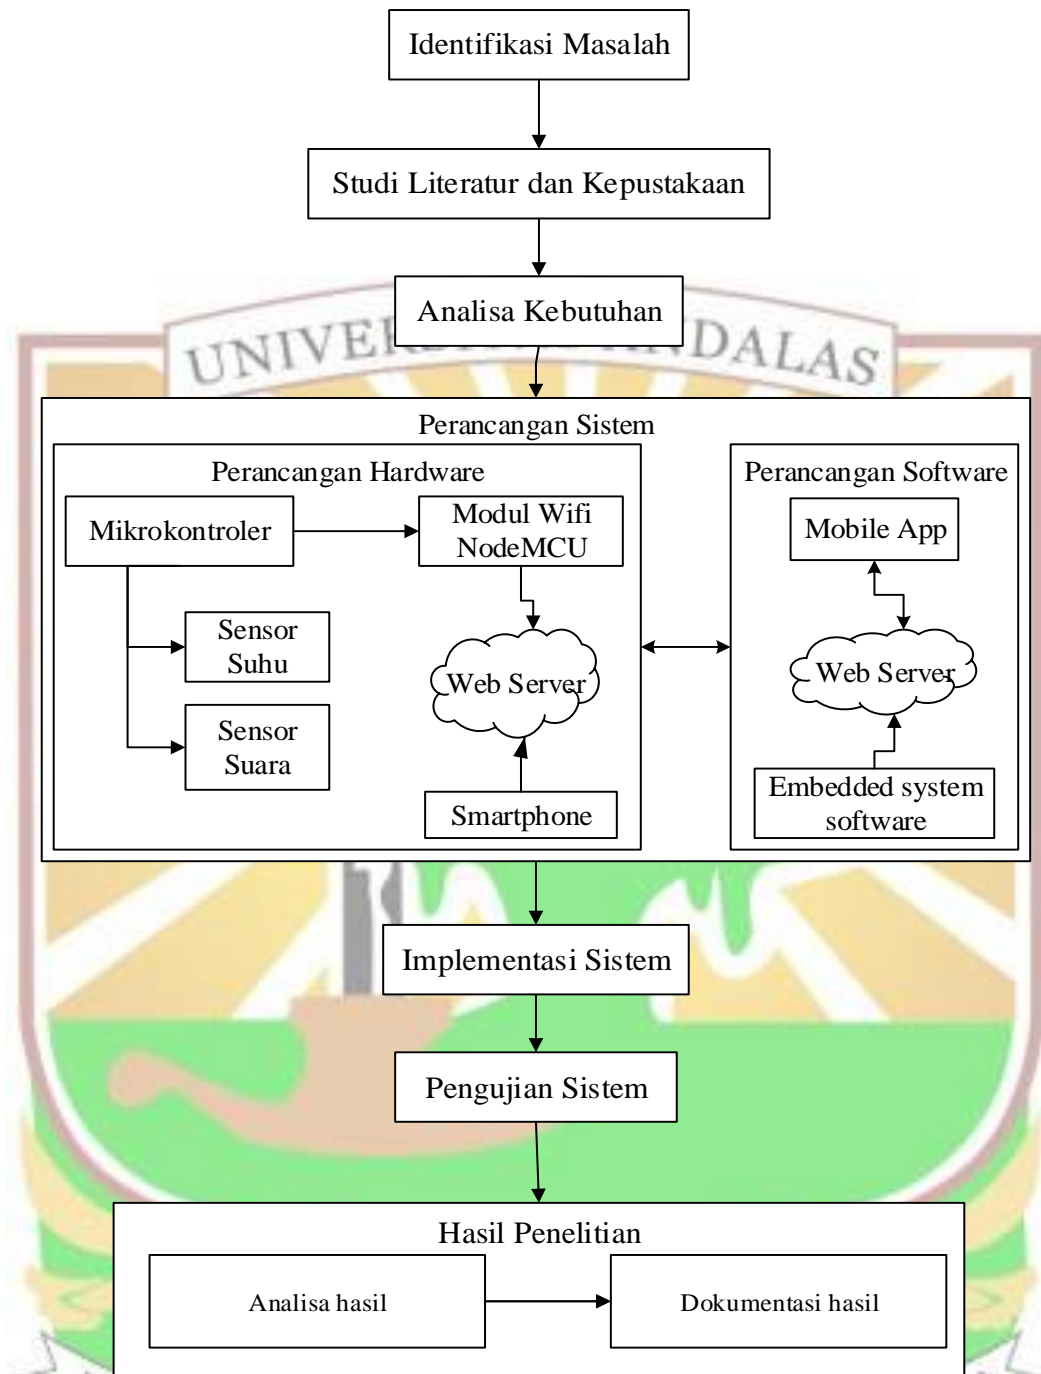 Identifikasi Masalah
Studi Literatur dan Kepustakaan
Analisa Kebutuhan
Perancangan Sistem
Perancangan Hardware
Mikrokontroler
Modul Wifi
NodeMCU
Sensor
Suhu
Sensor
Suara
Web Server
Smartphone
Perancangan Software
Mobile App
Web Server
Embedded system
software
Implementasi Sistem
Pengujian Sistem
Hasil Penelitian
Analisa hasil
Dokumentasi hasil